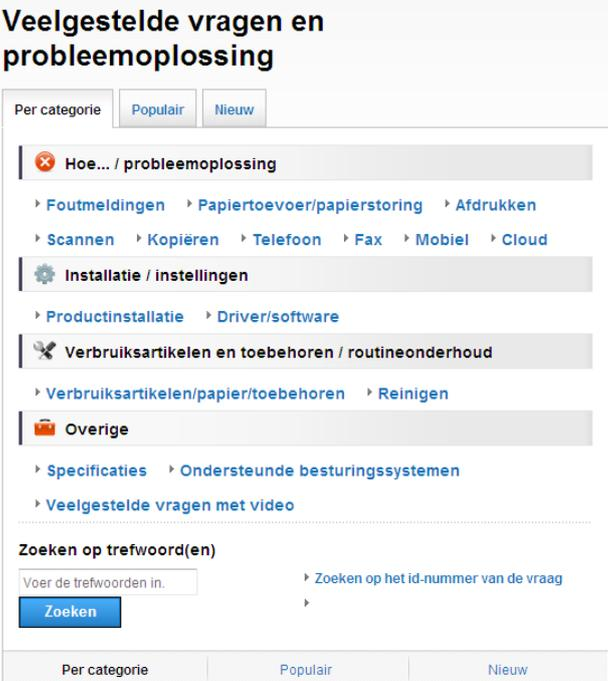 Veelgestelde vragen en
probleemoplossing
Per categorie Populair Nieuw
Hoe... / probleemoplossing
Foutmeldingen Papiertoevoer/papierstoring Afdrukken
Scannen Kopiëren Telefoon Fax Mobiel Cloud
Installatie / instellingen
Productinstallatie Driver/software
Verbruiksartikelen en toebehoren / routineonderhoud
Verbruiksartikelen/papier/toebehoren Reinigen
Overige
Specificaties Ondersteunde besturingssystemen
Veelgestelde vragen met video
Zoeken op trefwoord(en)
Voer de trefwoorden in. Zoeken op het id-nummer van de vraag
Zoeken
Per categorie Populair Nieuw